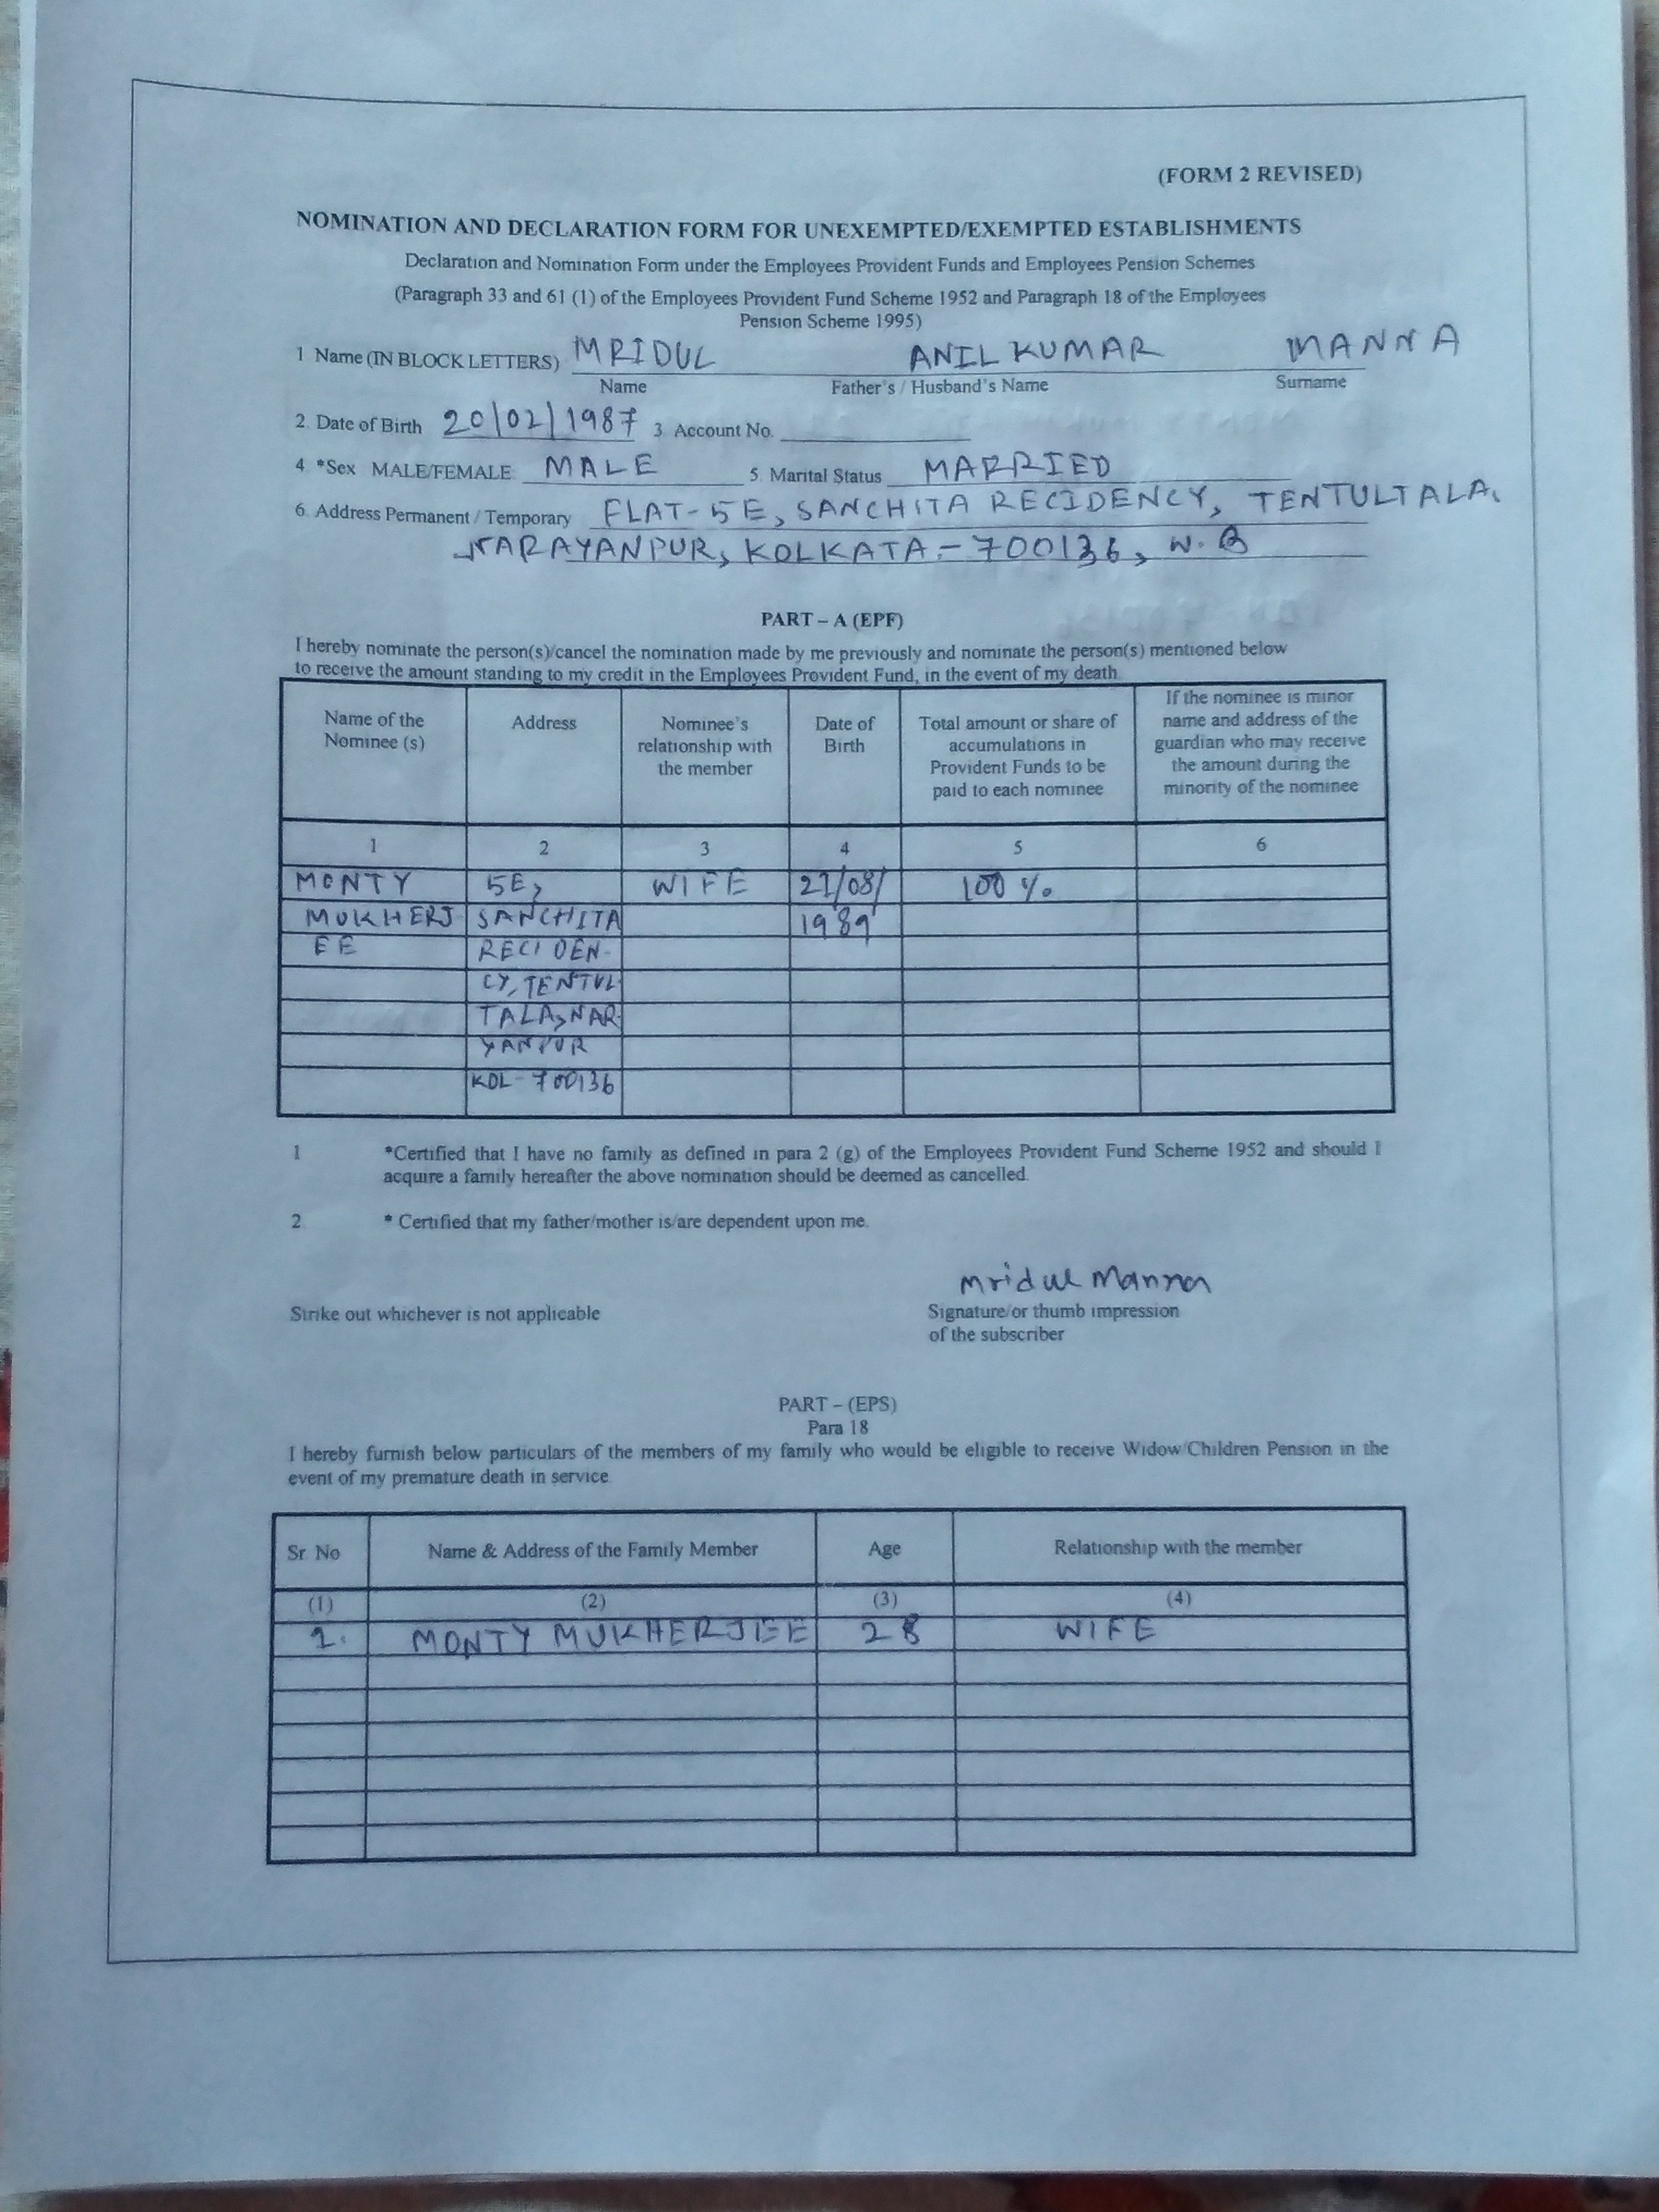 (FORM 2 REVISED)
NOMINATION AND DECLARATION FORM FOR UNEXEMPTED/EXEMPTED ESTABLISHMENTS
Declaration and Nomination Form under the Employees Provident Funds and Employees Pension Schemes
(Paragraph 33 and 61 (1) of the Employees Provident Fund Scheme 1952 and Paragraph 18 of the Employees
Pension Scheme 1995)
1 Name (IN BLOCK LETTERS) MRIDUL ANIL KUMAR MANNA
Name Father's / Husband's Name Surname
2. Date of Birth 20/02/1987 3 Account No.
4 *Sex MALE/FEMALE MALE 5. Marital Status MARRIED
6. Address Permanent / Temporary FLAT-5E, SANCHITA RECIDENCY, TENTULTALA,
NARAYANPUR, KOLKATA - 700136, W.B
PART – A (EPF)
I hereby nominate the person(s)/cancel the nomination made by me previously and nominate the person(s) mentioned below
to receive the amount standing to my credit in the Employees Provident Fund, in the event of my death.
Name of the Nominee (s) Address Nominee's relationship with the member Date of Birth Total amount or share of accumulations in Provident Funds to be paid to each nominee If the nominee is minor name and address of the guardian who may receive the amount during the minority of the nominee
1 2 3 4 5 6
MONTY 5E, WIFE 21/08/ 100 %
MUKHERJ SANCHITA 1989
EE RECIDEN-
CY, TENTUL
TALA, NAR-
YANPUR
KOL- 700136
1 *Certified that I have no family as defined in para 2 (g) of the Employees Provident Fund Scheme 1952 and should I
acquire a family hereafter the above nomination should be deemed as cancelled.
2. * Certified that my father/mother is/are dependent upon me.
Mridul Manna
Strike out whichever is not applicable Signature/or thumb impression
of the subscriber
PART – (EPS)
Para 18
I hereby furnish below particulars of the members of my family who would be eligible to receive Widow/Children Pension in the
event of my premature death in service.
Sr. No Name & Address of the Family Member Age Relationship with the member
(1) (2) (3) (4)
1. MONTY MUKHERJEE 28 WIFE